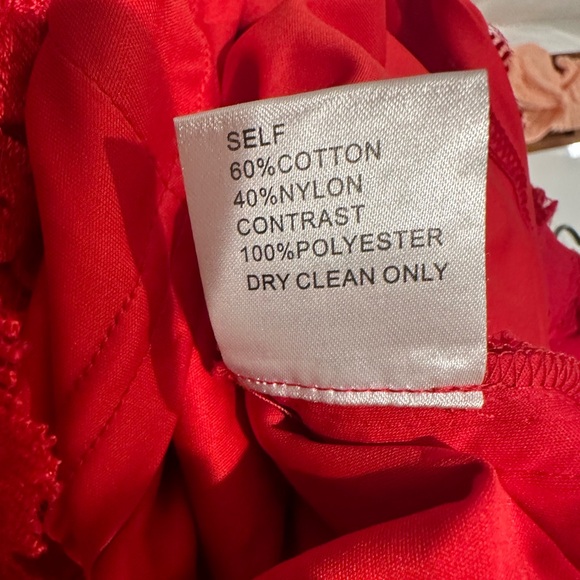 SELF
60%COTTON
40%NYLON
CONTRAST
100%POLYESTER
DRY CLEAN ONLY